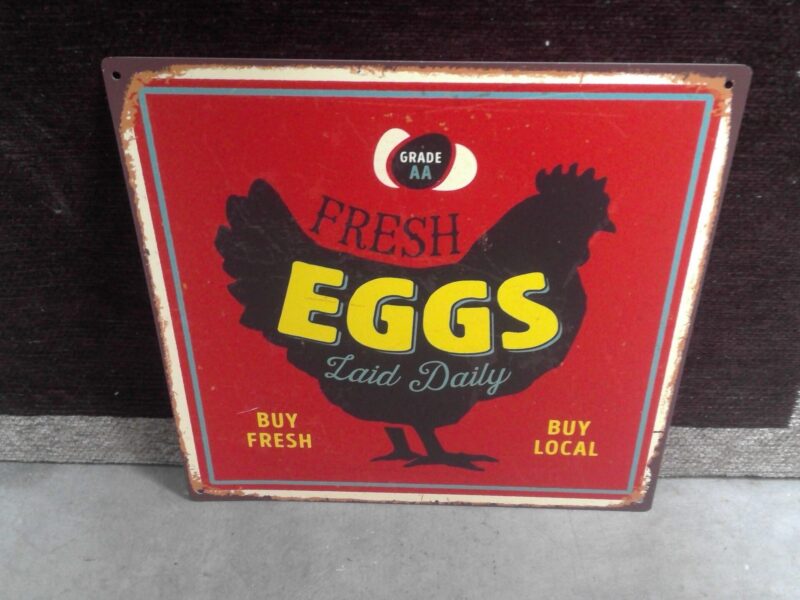 GRADE
AA
FRESH
EGGS
Laid Daily
BUY
FRESH
BUY
LOCAL